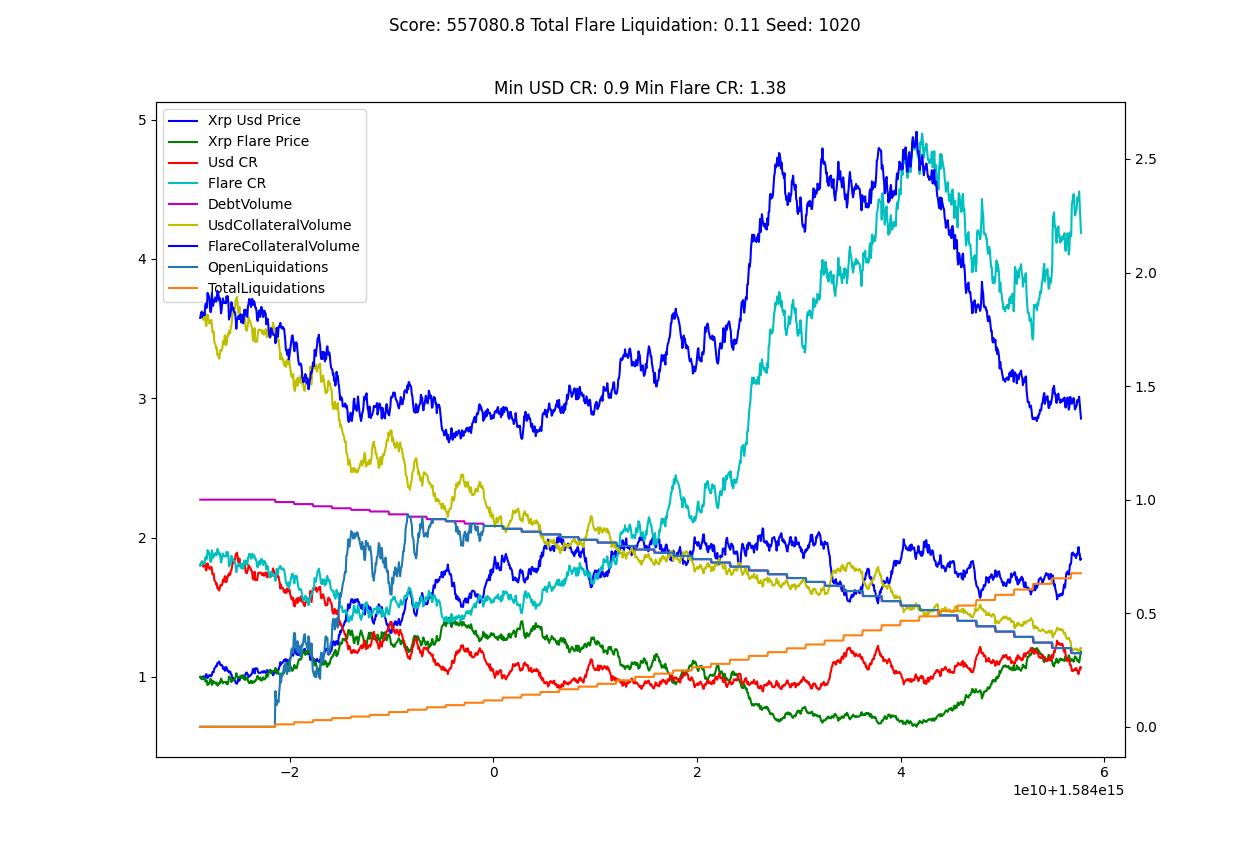 Score: 557080.8 Total Flare Liquidation: 0.11 Seed: 1020
Min USD CR: 0.9 Min Flare CR: 1.38
Xrp Usd Price
Xrp Flare Price
Usd CR
Flare CR
DebtVolume
UsdCollateralVolume
FlareCollateralVolume
OpenLiquidations
TotalLiquidations
5
4
3
2
1
2.5
2.0
1.5
1.0
0.5
0.0
−2 0 2 4 6
1e10+1.584e15